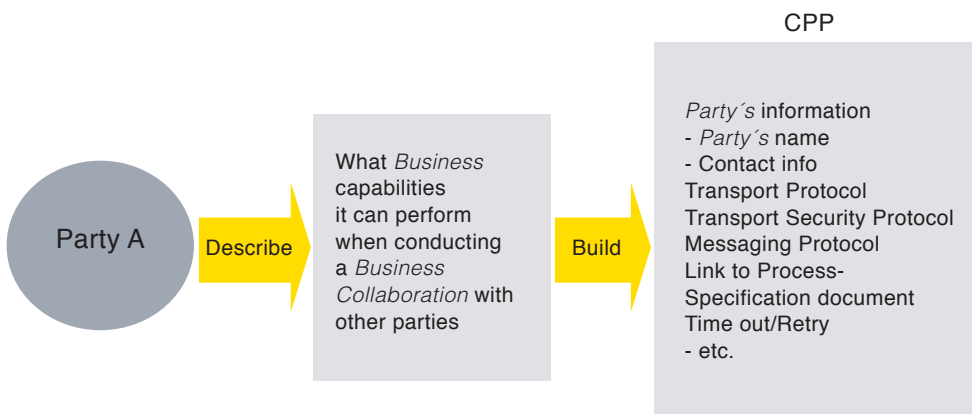 CPP
Party A
Describe
What Business
capabilities
it can perform
when conducting
a Business
Collaboration with
other parties
Build
Party´s information
- Party´s name
- Contact info
Transport Protocol
Transport Security Protocol
Messaging Protocol
Link to Process-
Specification document
Time out/Retry
- etc.